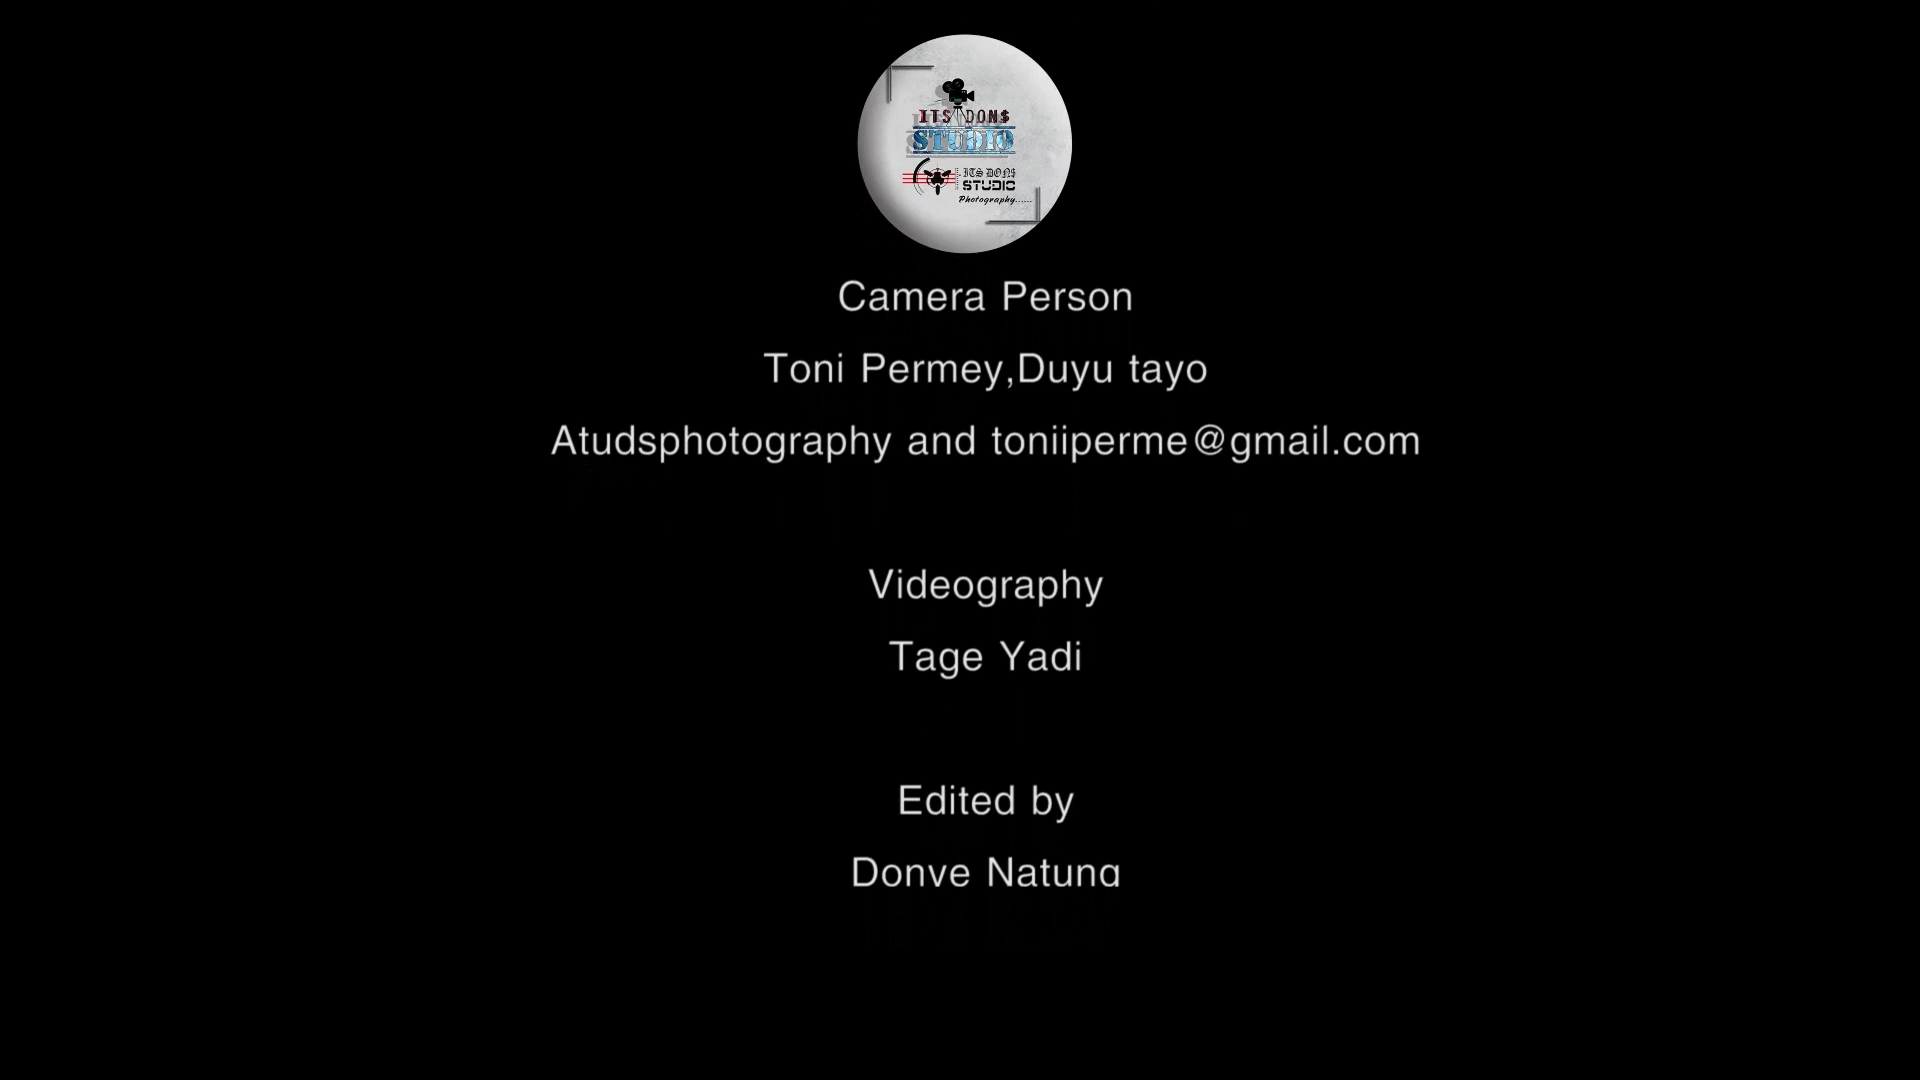 ITS DON$
STUDIO
ITS DON$
STUDIO
Photography......
Camera Person
Toni Permey,Duyu tayo
Atudsphotography and toniiperme@gmail.com
Videography
Tage Yadi
Edited by
Donve Natung